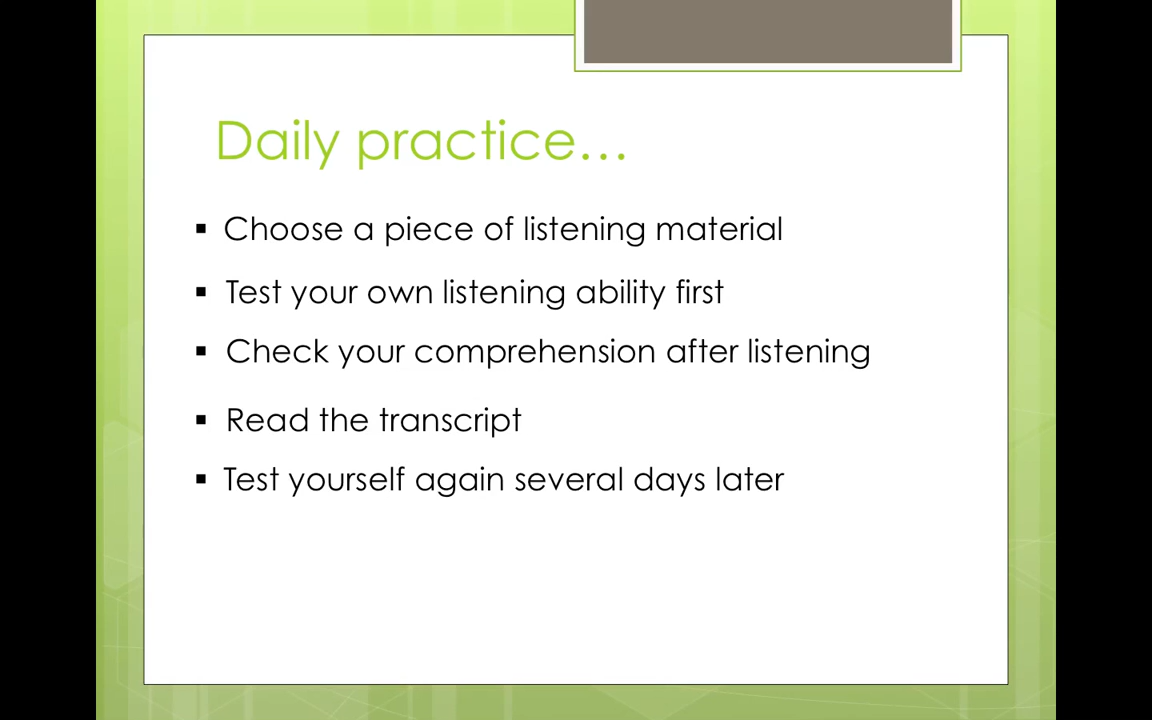 Daily practice...
▪ Choose a piece of listening material
▪ Test your own listening ability first
▪ Check your comprehension after listening
▪ Read the transcript
▪ Test yourself again several days later